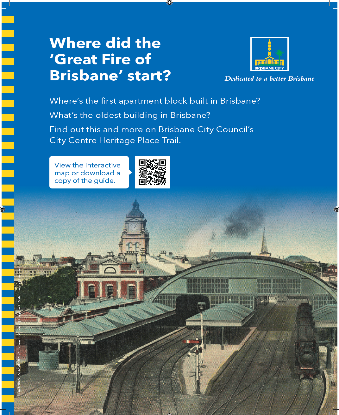 Where did the
‘Great Fire of
Brisbane’ start?
BRISBANE CITY
Dedicated to a better Brisbane
Where's the first apartment block built in Brisbane?
What's the oldest building in Brisbane?
Find out this and more on Brisbane City Council's
City Centre Heritage Place Trail.
View the interactive
map or download a
copy of the guide.